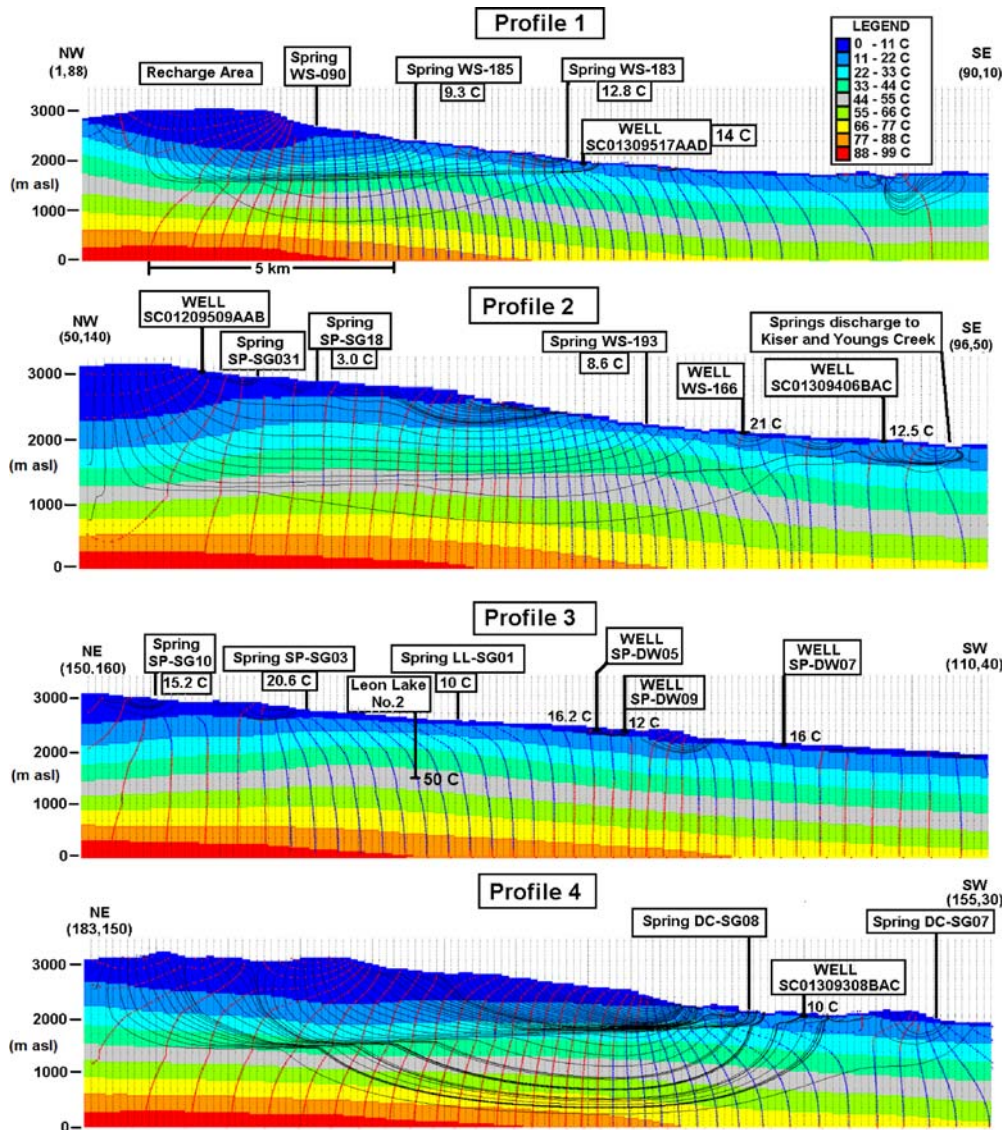 Profile 1
LEGEND
0 - 11 C
11 - 22 C
22 - 33 C
33 - 44 C
44 - 55 C
55 - 66 C
66 - 77 C
77 - 88 C
88 - 99 C
NW
(1,88)
SE
(90,10)
Recharge Area
Spring
WS-090
Spring WS-185
9.3 C
Spring WS-183
12.8 C
WELL
SC01309517AAD
14 C
3000
2000
(m asl)
1000
0
5 km
Profile 2
NW
(50,140)
SE
(96,50)
WELL
SC01209509AAB
Spring
SP-SG031
Spring
SP-SG18
3.0 C
Spring WS-193
8.6 C
WELL
WS-166
21 C
Springs discharge to
Kiser and Youngs Creek
WELL
SC01309406BAC
12.5 C
3000
2000
(m asl)
1000
0
Profile 3
NE
(150.160)
SW
(110,40)
Spring
SP-SG10
15.2 C
Spring SP-SG03
20.6 C
Leon Lake
No.2
50 C
Spring LL-SG01
10 C
WELL
SP-DW05
16.2 C
WELL
SP-DW09
12 C
WELL
SP-DW07
16 C
3000
2000
(m asl)
1000
0
Profile 4
NE
(183,150)
SW
(155,30)
Spring DC-SG08
Spring DC-SG07
WELL
SC01309308BAC
10 C
3000
2000
(m asl)
1000
0